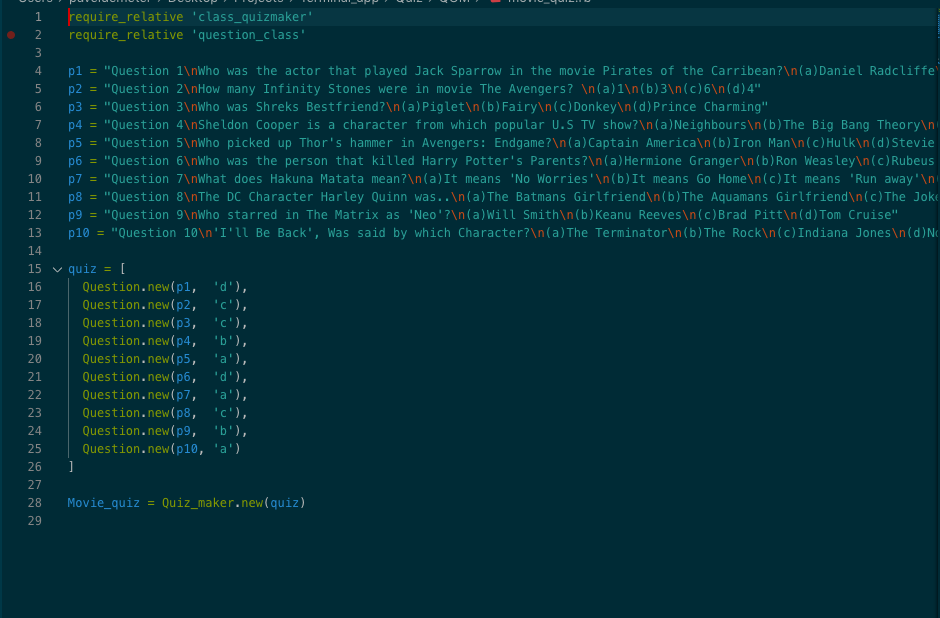 1 require_relative 'class_quizmaker'
2 require_relative 'question_class'
3
4 p1 = "Question 1\nWho was the actor that played Jack Sparrow in the movie Pirates of the Carribean?\n(a)Daniel Radcliffe
5 p2 = "Question 2\nHow many Infinity Stones were in movie The Avengers? \n(a)1\n(b)3\n(c)6\n(d)4"
6 p3 = "Question 3\nWho was Shreks Bestfriend?\n(a)Piglet\n(b)Fairy\n(c)Donkey\n(d)Prince Charming"
7 p4 = "Question 4\nSheldon Cooper is a character from which popular U.S TV show?\n(a)Neighbours\n(b)The Big Bang Theory\n
8 p5 = "Question 5\nWho picked up Thor's hammer in Avengers: Endgame?\n(a)Captain America\n(b)Iron Man\n(c)Hulk\n(d)Stevie
9 p6 = "Question 6\nWho was the person that killed Harry Potter's Parents?\n(a)Hermione Granger\n(b)Ron Weasley\n(c)Rubeus
10 p7 = "Question 7\nWhat does Hakuna Matata mean?\n(a)It means 'No Worries'\n(b)It means Go Home\n(c)It means 'Run away'\n
11 p8 = "Question 8\nThe DC Character Harley Quinn was..\n(a)The Batmans Girlfriend\n(b)The Aquamans Girlfriend\n(c)The Joke
12 p9 = "Question 9\nWho starred in The Matrix as 'Neo'?\n(a)Will Smith\n(b)Keanu Reeves\n(c)Brad Pitt\n(d)Tom Cruise"
13 p10 = "Question 10\n'I'll Be Back', Was said by which Character?\n(a)The Terminator\n(b)The Rock\n(c)Indiana Jones\n(d)No
14
15 quiz = [
16 Question.new(p1, 'd'),
17 Question.new(p2, 'c'),
18 Question.new(p3, 'c'),
19 Question.new(p4, 'b'),
20 Question.new(p5, 'a'),
21 Question.new(p6, 'd'),
22 Question.new(p7, 'a'),
23 Question.new(p8, 'c'),
24 Question.new(p9, 'b'),
25 Question.new(p10, 'a')
26 ]
27
28 Movie_quiz = Quiz_maker.new(quiz)
29